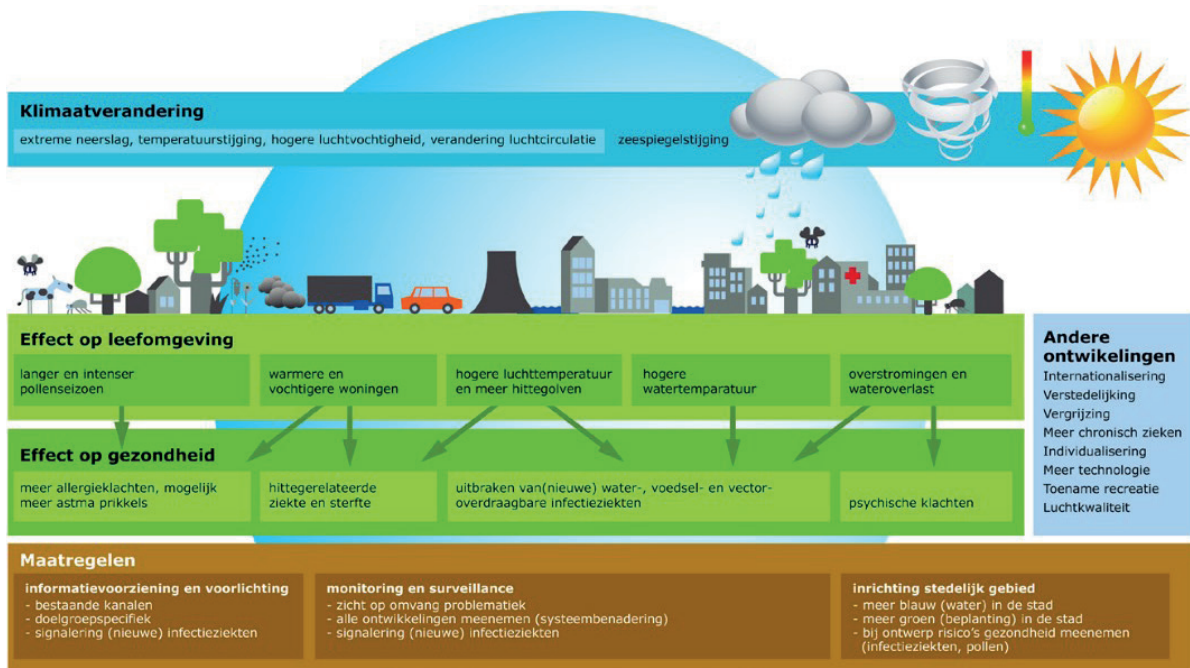 Klimaatverandering
extreme neerslag, temperatuurstijging, hogere luchtvochtigheid, verandering luchtcirculatie
zeespiegelstijging
Effect op leefomgeving
langer en intenser
pollenseizoen
warmere en
vochtigere woningen
hogere luchttemperatuur
en meer hittegolven
hogere
watertemparatuur
overstromingen en
wateroverlast
Effect op gezondheid
meer allergieklachten, mogelijk
meer astma prikkels
hittegerelateerde
ziekte en sterfte
uitbraken van(nieuwe) water-, voedsel- en vector-
overdraagbare infectieziekten
psychische klachten
Andere
ontwikelingen
Internationalisering
Verstedelijking
Vergrijzing
Meer chronisch zieken
Individualisering
Meer technologie
Toename recreatie
Luchtkwaliteit
Maatregelen
informatievorziening en voorlichting
- bestaande kanalen
- doelgroepspecifiek
- signalering (nieuwe) infectieziekten
monitoring en surveillance
- zicht op omvang problematiek
- alle ontwikkelingen meenemen (systeembenadering)
- signalering (nieuwe) infectieziekten
inrichting stedelijk gebied
- meer blauw (water) in de stad
- meer groen (beplanting) in de stad
- bij ontwerp risico's gezondheid meenemen
(infectieziekten, pollen)